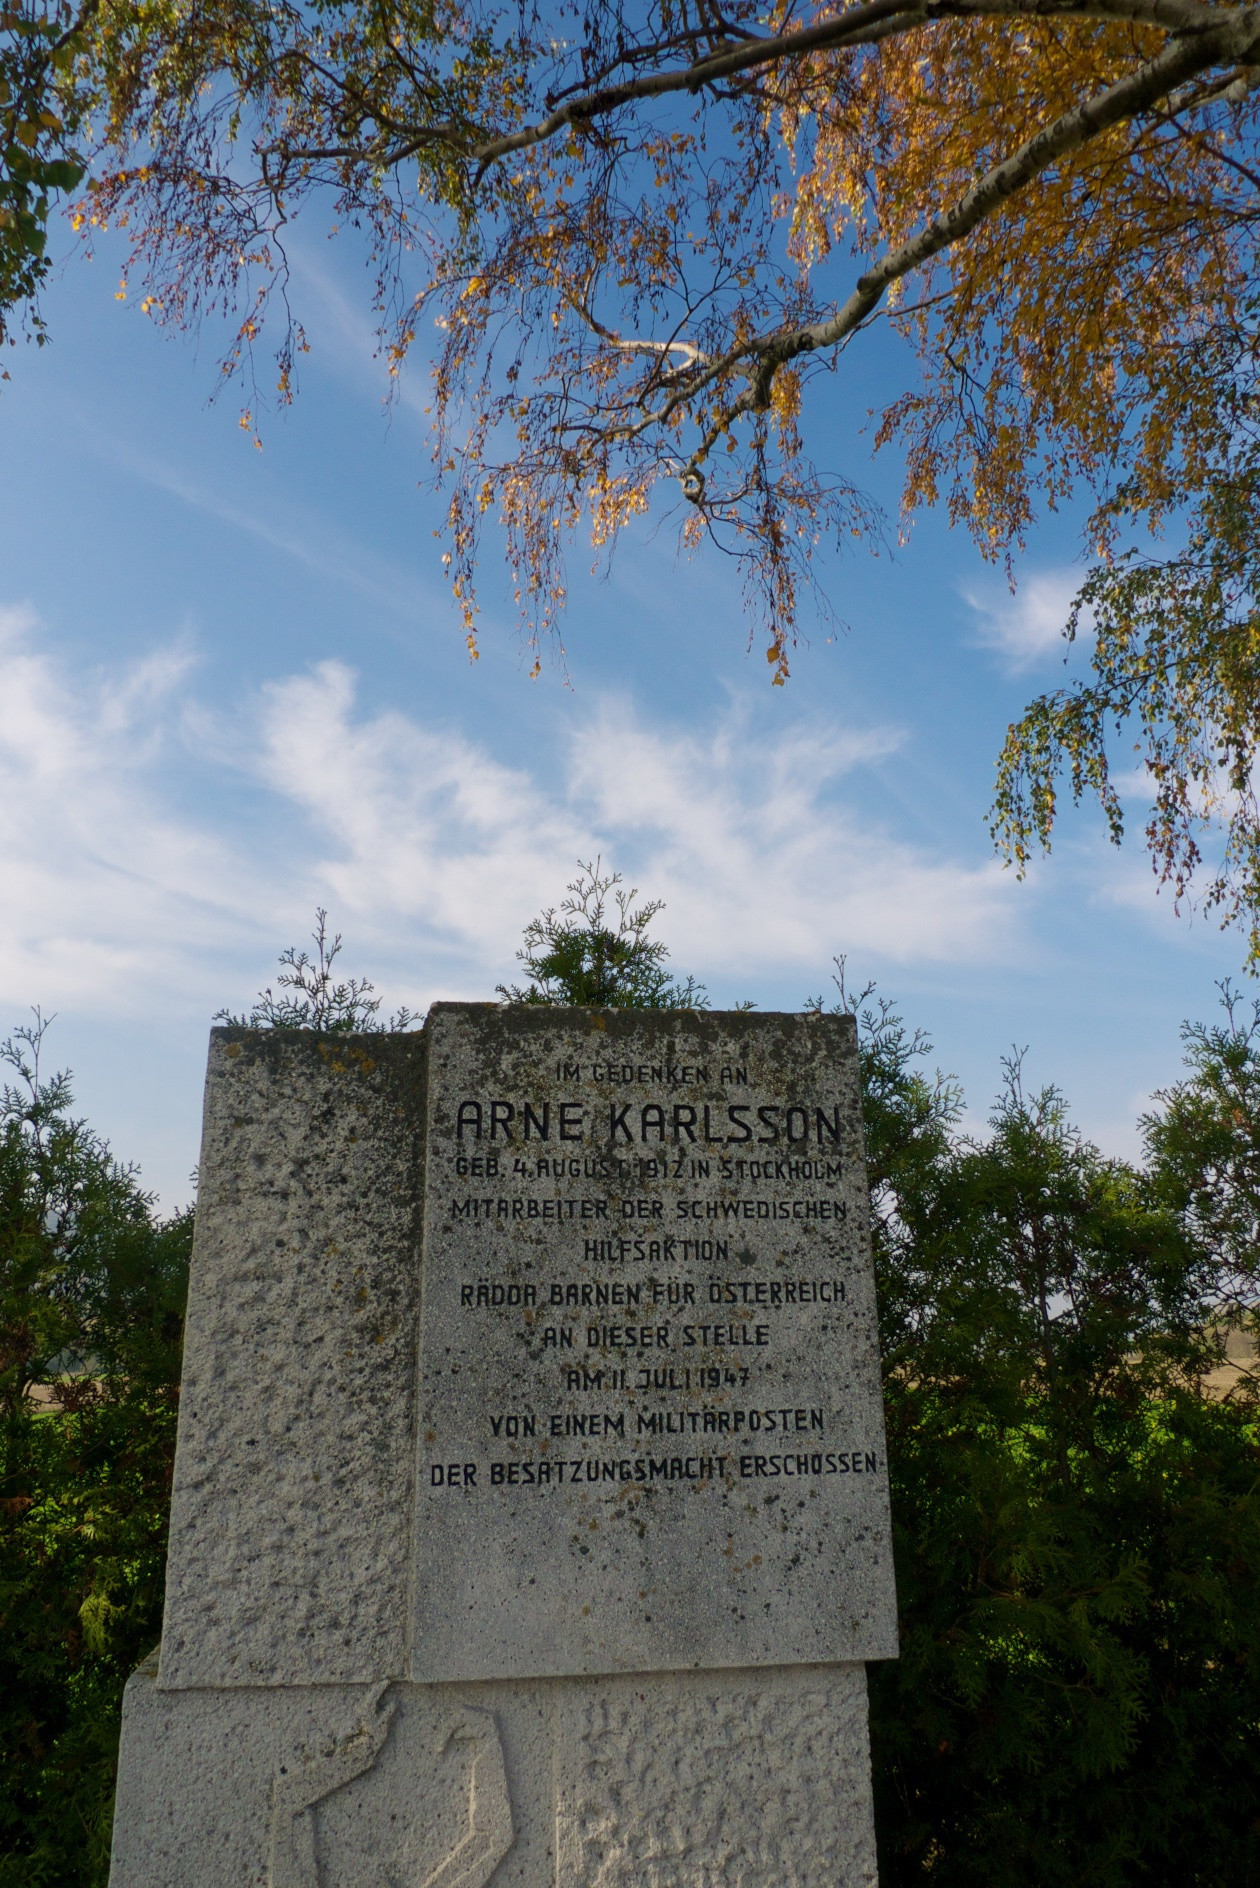 IM GEDENKEN AN
ARNE KARLSSON
GEB. 4. AUGUST 1912 IN STOCKHOLM
MITARBEITER DER SCHWEDISCHEN
HILFSAKTION
RÄDDA BARNEN FÜR ÖSTERREICH
AN DIESER STELLE
AM 11. JULI 1947
VON EINEM MILITÄRPOSTEN
DER BESATZUNGSMACHT ERSCHOSSEN